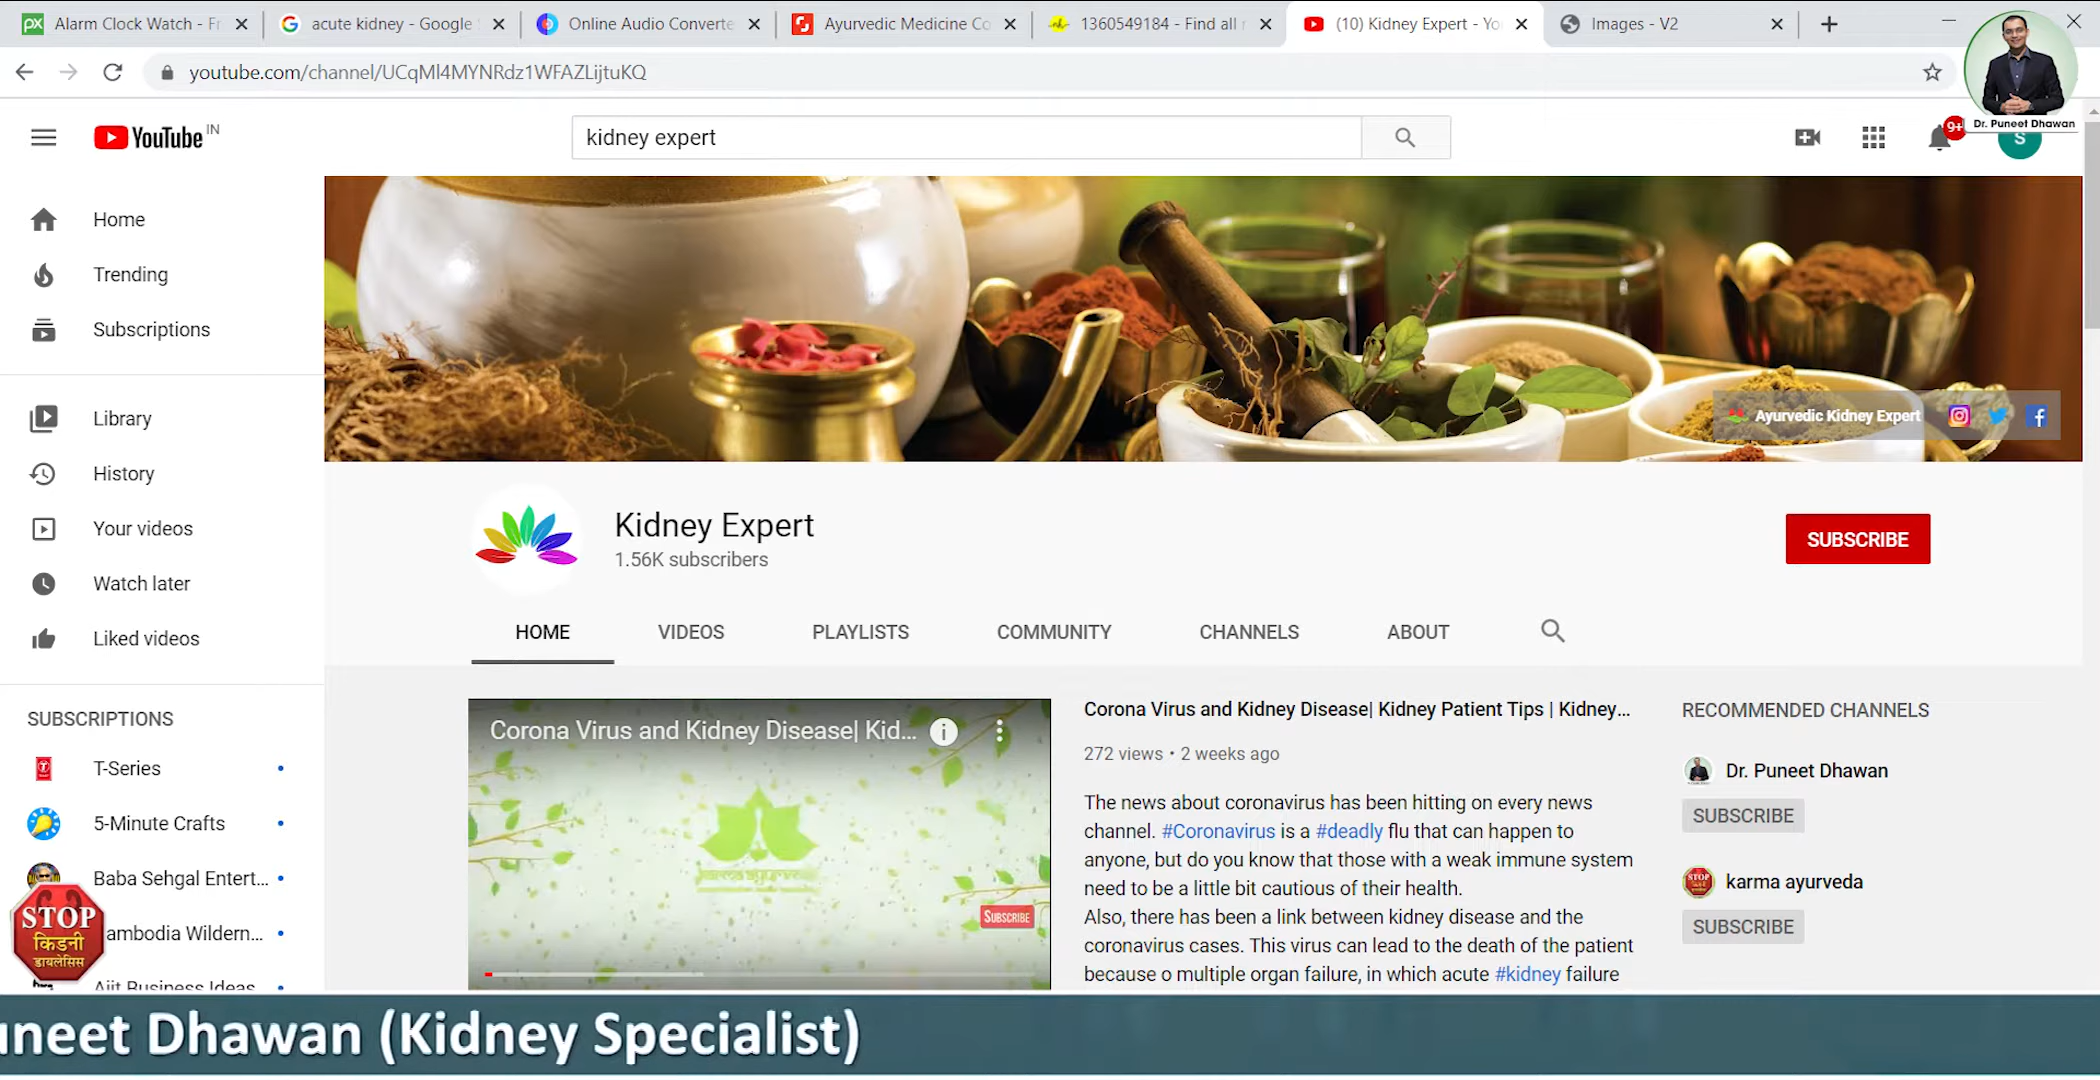 Alarm Clock Watch - Fr
acute kidney - Google
Online Audio Converte
Ayurvedic Medicine Co
1360549184 - Find all
(10) Kidney Expert - Yo
Images - V2
youtube.com/channel/UCqMl4MYNRdz1WFAZLijtuKQ
Dr. Puneet Dhawan
YouTube IN
kidney expert
9+
S
Home
Trending
Subscriptions
Library
History
Your videos
Watch later
Liked videos
SUBSCRIPTIONS
T-Series
5-Minute Crafts
Baba Sehgal Entert...
ambodia Wildern...
Ajit Business Ideas
STOP
किडनी
डायलेसिस
Ayurvedic Kidney Expert
Kidney Expert
1.56K subscribers
SUBSCRIBE
HOME VIDEOS PLAYLISTS COMMUNITY CHANNELS ABOUT
Corona Virus and Kidney Disease| Kid...
karma ayurveda
SUBSCRIBE
Corona Virus and Kidney Disease| Kidney Patient Tips | Kidney...
272 views • 2 weeks ago
The news about coronavirus has been hitting on every news
channel. #Coronavirus is a #deadly flu that can happen to
anyone, but do you know that those with a weak immune system
need to be a little bit cautious of their health.
Also, there has been a link between kidney disease and the
coronavirus cases. This virus can lead to the death of the patient
because o multiple organ failure, in which acute #kidney failure
RECOMMENDED CHANNELS
Dr. Puneet Dhawan
SUBSCRIBE
STOP
karma ayurveda
SUBSCRIBE
uneet Dhawan (Kidney Specialist)